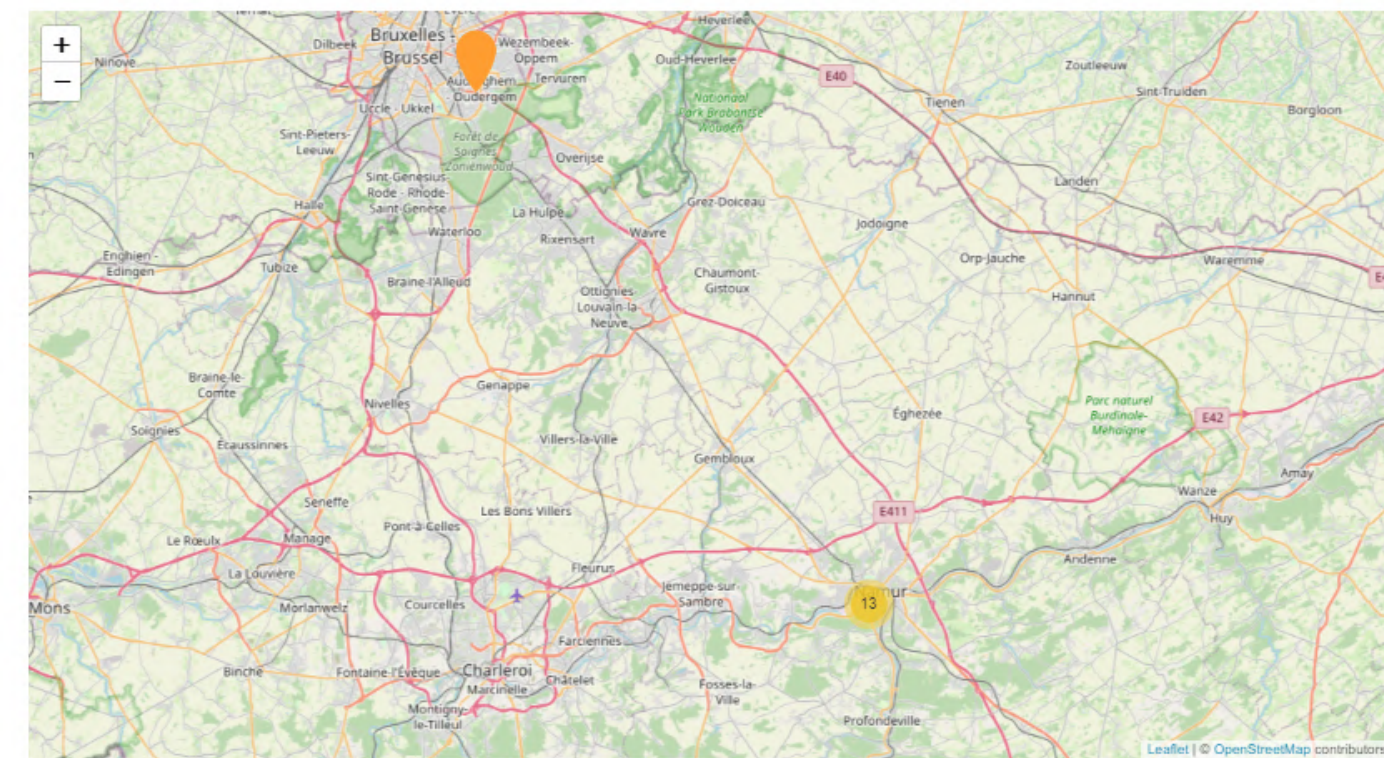 +
−
Ninove
Dilbeek
Bruxelles -
Brussel
Wezembeek-
Oppem
Tervuren
Oudergem
Uccle - Ukkel
Heverlee
Oud-Heverlee
E40
Zoutleeuw
Tienen
Sint-Truiden
Borgloon
Nationaal
Park Brabantse
Wouden
Sint-Pieters-
Leeuw
Forêt de
Soignes -
Zoniënwoud
Overijse
Sint-Genesius-
Rode - Rhode-
Saint-Genèse
Landen
Halle
La Hulpe
Grez-Doiceau
Waterloo
Rixensart
Wavre
Jodoigne
Enghien -
Edingen
Tubize
Braine-l'Alleud
Chaumont-
Gistoux
Orp-Jauche
Waremme
Ottignies-
Louvain-la-
Neuve
Hannut
Braine-le-
Comte
Genappe
Nivelles
Soignies
Ecaussinnes
Villers-la-Ville
Éghezée
Parc naturel
Burdinale-
Mehaigne
E42
Gembloux
Amay
Wanze
Huy
Seneffe
Les Bons Villers
E411
Pont-à-Celles
Le Rœulx
Manage
La Louvière
Fleurus
Andenne
Jemeppe-sur-
Sambre
Mons
Morlanwelz
Courcelles
13
Farciennes
Binche
Fontaine-l'Évêque
Charleroi
Marcinelle
Châtelet
Fosses-la-
Ville
Montigny-
le-Tilleul
Profondeville
Leaflet | © OpenStreetMap contributors